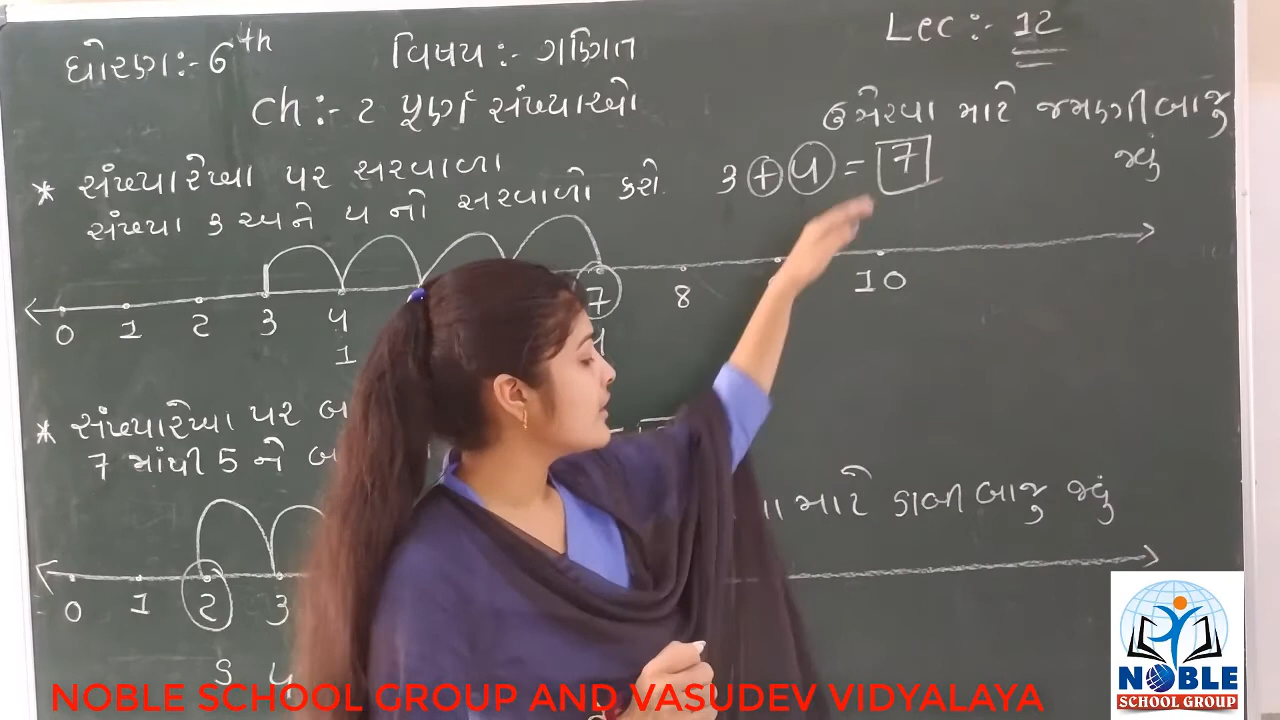 ધોરણ:- 6th વિષય:- ગણિત Lec:- 12
ch:- 2 પૂર્ણ સંખ્યાઓ
ઉમેરવા માટે જમણી બાજુ જવું
* સંખ્યારેખા પર સરવાળા
સંખ્યા 3 અને 4 નો સરવાળો કરો. 3 + 4 = 7
0 1 2 3 4 7 8 10
1
* સંખ્યારેખા પર બ
7 માંથી 5 ને બ
માટે ડાબી બાજુ જવું
0 1 2 3
NOBLE
SCHOOL GROUP
NOBLE SCHOOL GROUP AND VASUDEV VIDYALAYA